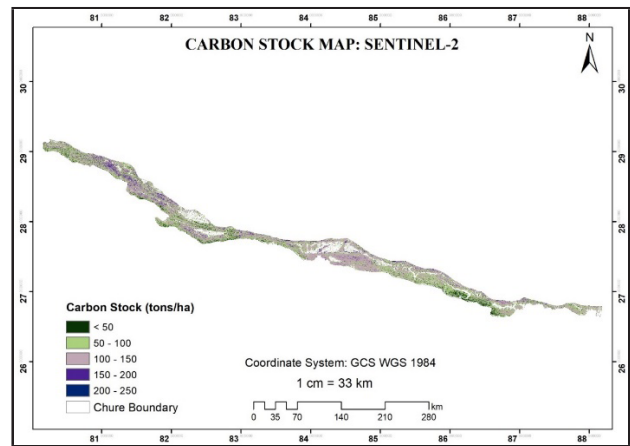 81 82 83 84 85 86 87 88
CARBON STOCK MAP: SENTINEL-2
N
30 30
29 29
28 28
27 27
26 26
Carbon Stock (tons/ha)
< 50
50 - 100
100 - 150
150 - 200
200 - 250
Chure Boundary
Coordinate System: GCS WGS 1984
1 cm = 33 km
km
0 35 70 140 210 280
81 82 83 84 85 86 87 88